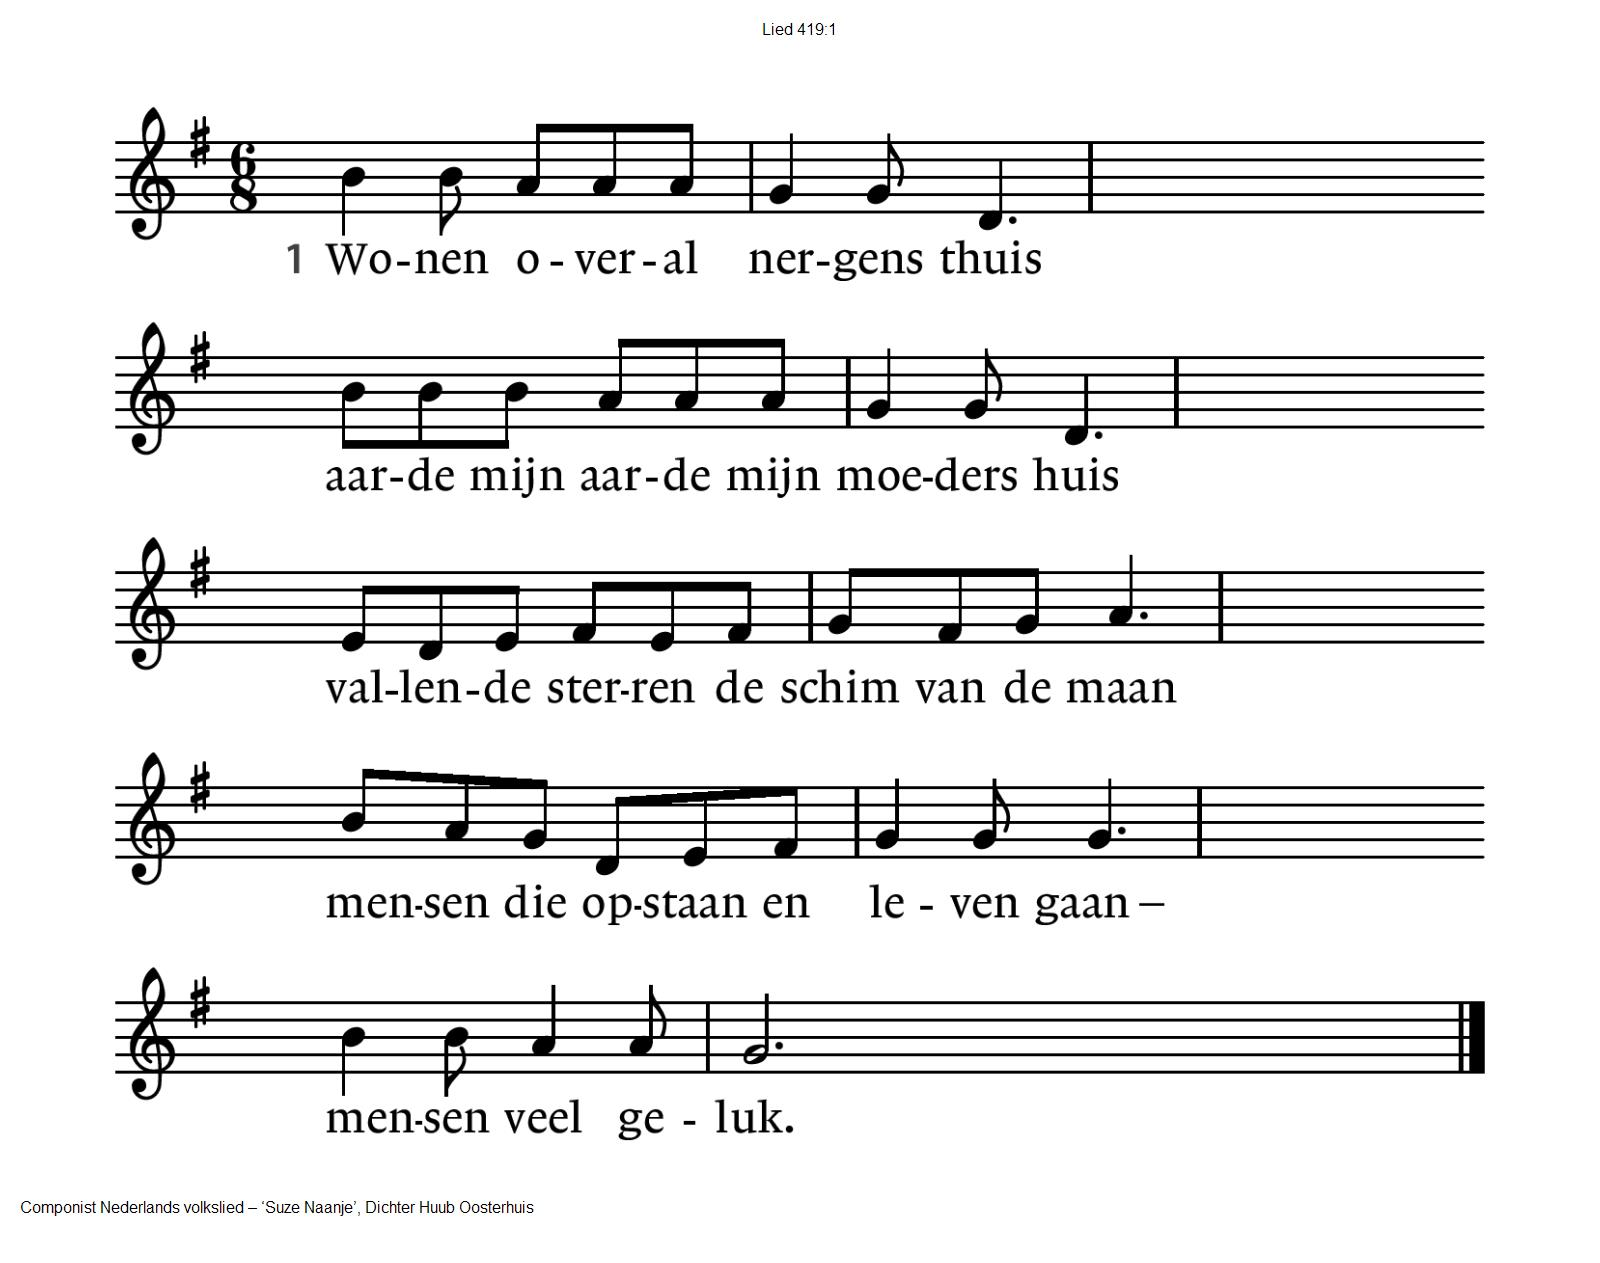 Lied 419:1
6
8
1 Wo-nen o - ver - al ner-gens thuis
aar-de mijn aar-de mijn moe-ders huis
val-len-de ster-ren de schim van de maan
men-sen die op-staan en le - ven gaan –
men-sen veel ge - luk.
Componist Nederlands volkslied – ‘Suze Naanje’, Dichter Huub Oosterhuis